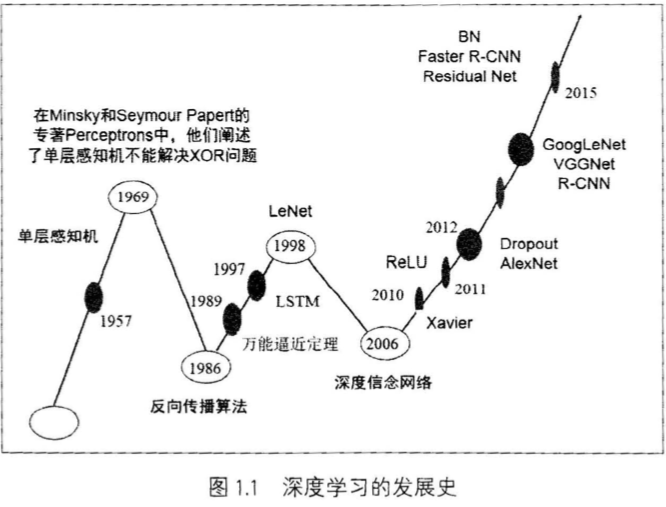 BN
Faster R-CNN
Residual Net
2015
在Minsky和Seymour Papert的
专著Perceptrons中，他们阐述
了单层感知机不能解决XOR问题
1969
GoogLeNet
VGGNet
R-CNN
单层感知机
LeNet
1998
2012
Dropout
AlexNet
1957
1997
LSTM
1989
万能逼近定理
ReLU
2011
2010
Xavier
1986
反向传播算法
2006
深度信念网络
图 1.1 深度学习的发展史